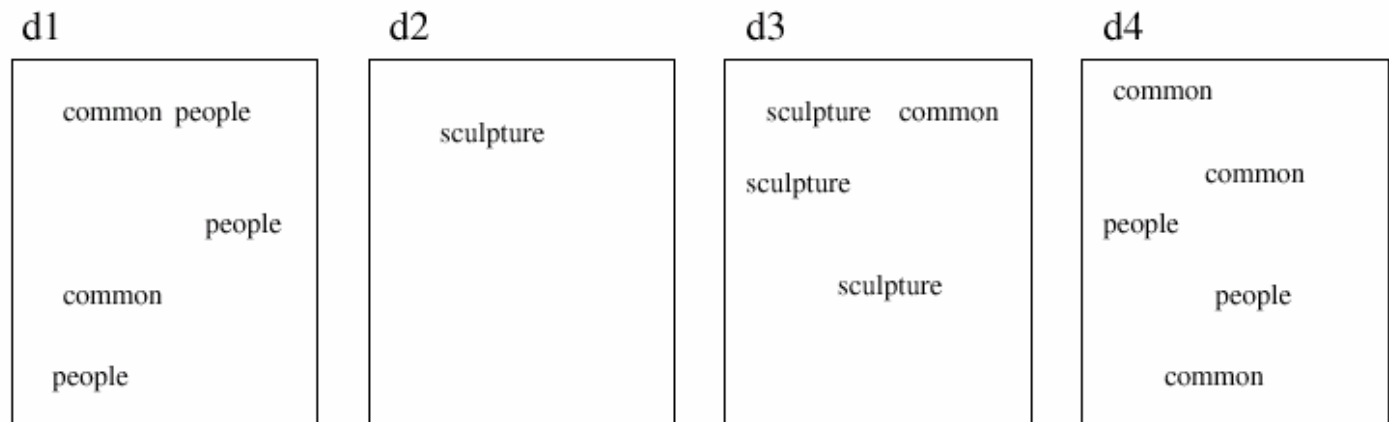 d1
common people
people
common
people
d2
sculpture
d3
sculpture common
sculpture
sculpture
d4
common
common
people
people
common